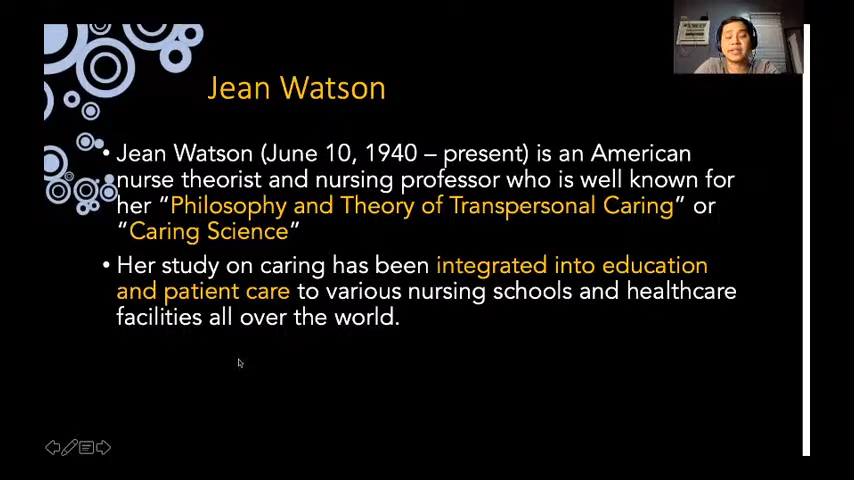 Jean Watson
• Jean Watson (June 10, 1940 – present) is an American
nurse theorist and nursing professor who is well known for
her “Philosophy and Theory of Transpersonal Caring” or
“Caring Science”
• Her study on caring has been integrated into education
and patient care to various nursing schools and healthcare
facilities all over the world.